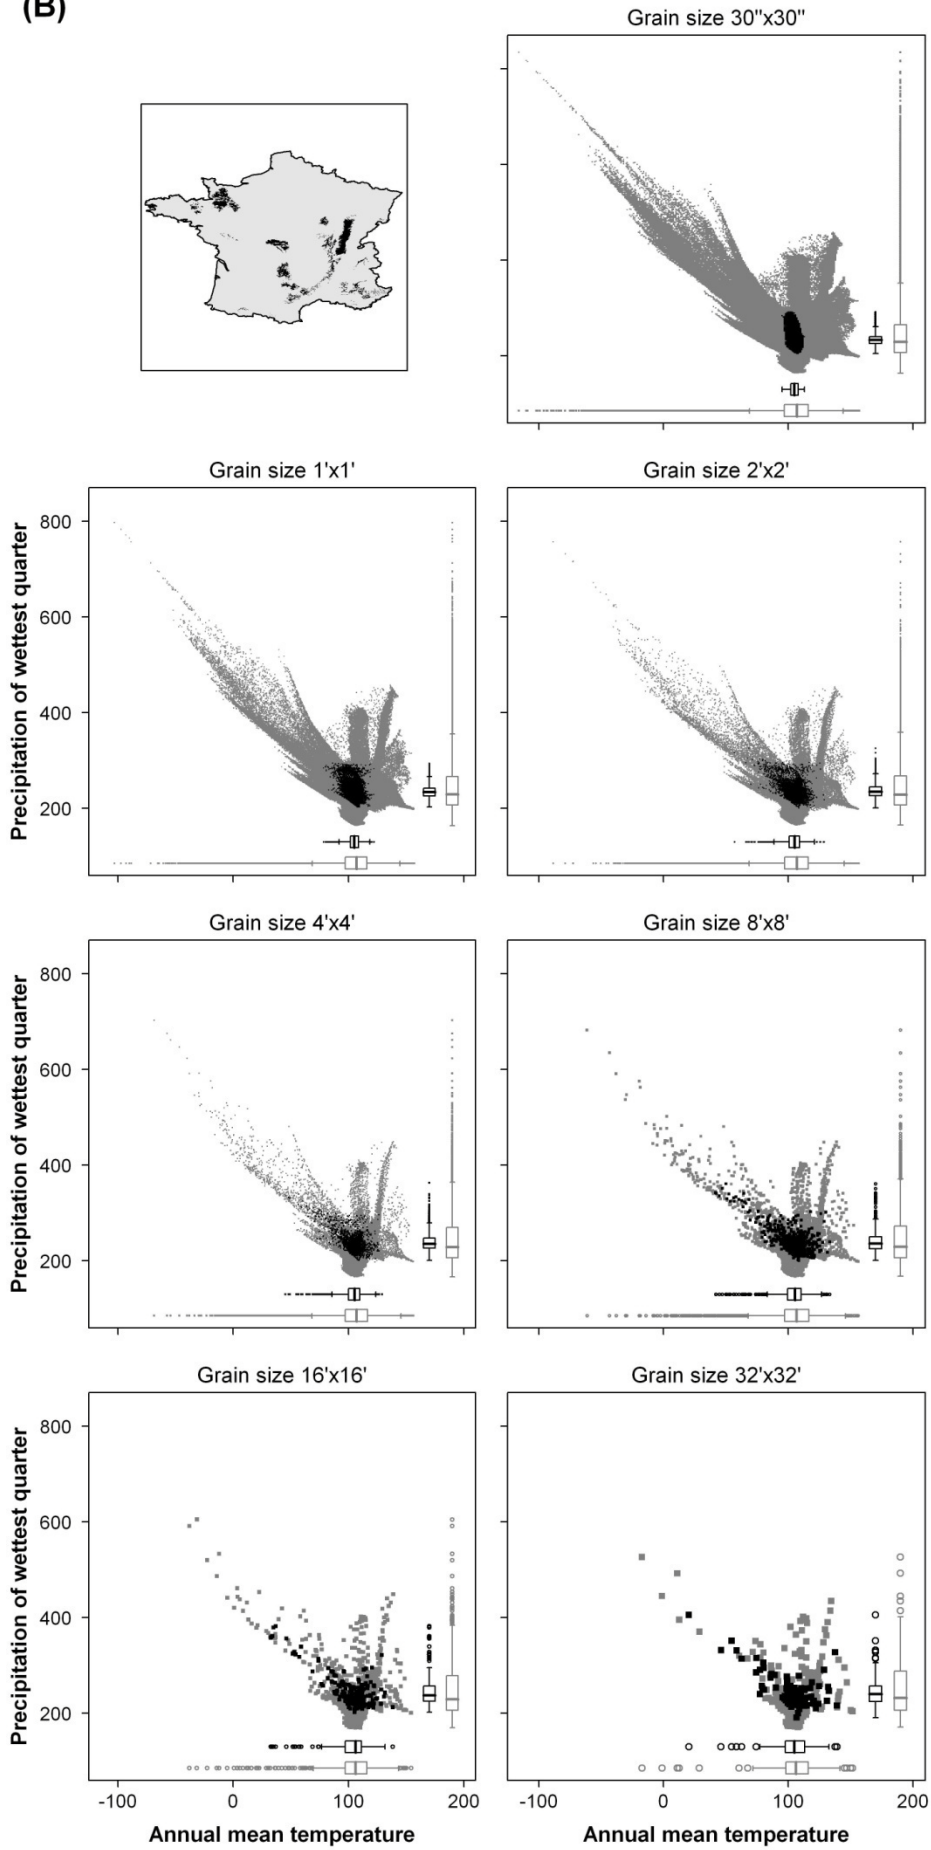 (B)
Grain size 30"x30"
Grain size 1'x1'
Grain size 2'x2'
Precipitation of wettest quarter
800
600
400
200
Grain size 4'x4'
Grain size 8'x8'
Precipitation of wettest quarter
800
600
400
200
Grain size 16'x16'
Grain size 32'x32'
Precipitation of wettest quarter
800
600
400
200
-100 0 100 200
-100 0 100 200
Annual mean temperature
Annual mean temperature